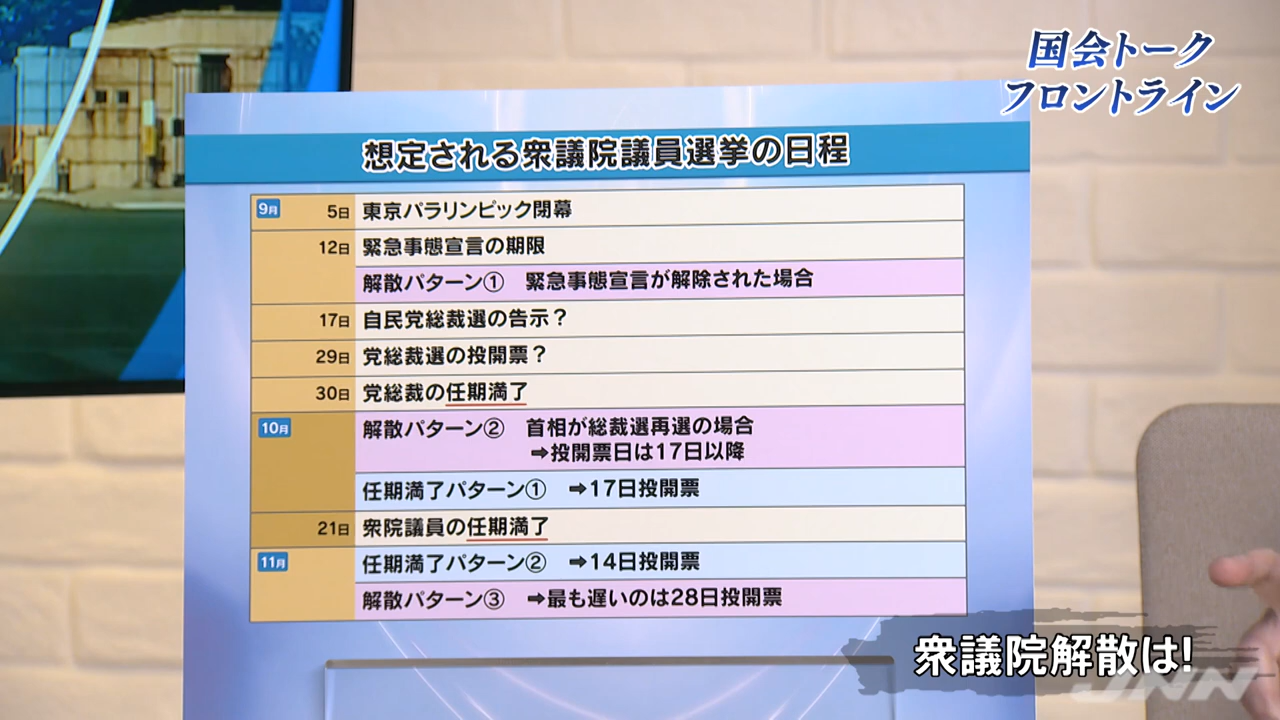 国会トーク
フロントライン
想定される衆議院議員選挙の日程
9月 5日 東京パラリンピック閉幕
12日 緊急事態宣言の期限
解散パターン① 緊急事態宣言が解除された場合
17日 自民党総裁選の告示？
29日 党総裁選の投開票？
30日 党総裁の任期満了
10月 解散パターン② 首相が総裁選再選の場合
➡投開票日は17日以降
任期満了パターン① ➡17日投開票
21日 衆院議員の任期満了
11月 任期満了パターン② ➡14日投開票
解散パターン③ ➡最も遅いのは28日投開票
衆議院解散は!
JNN